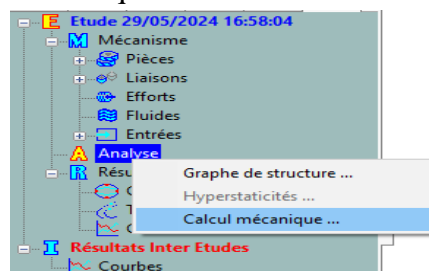 E Etude 29/05/2024 16:58:04
M Mécanisme
Pièces
Liaisons
Efforts
Fluides
Entrées
A Analyse
R Résu
Graphe de structure ...
Hyperstaticités ...
Calcul mécanique ...
I Résultats Inter Etudes
Courbes